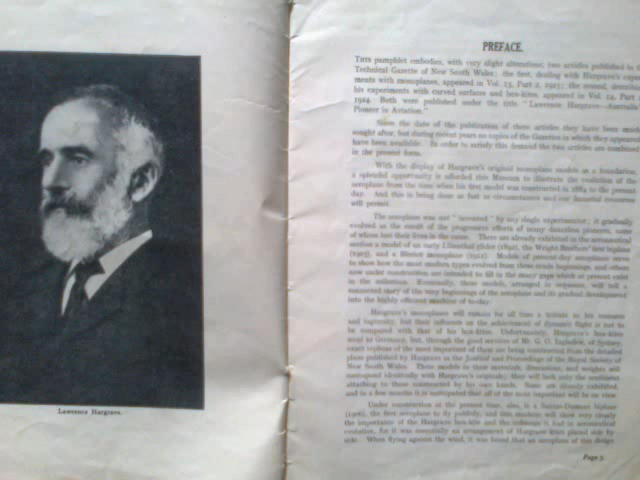 Lawrence Hargrave.
PREFACE.
THIS pamphlet embodies, with very slight alterations, two articles published in the
Technical Gazette of New South Wales: the first, dealing with Hargrave's experi-
ments with monoplanes, appeared in Vol. 13, Part 2, 1923; the second, describing
his experiments with curved surfaces and box-kites, appeared in Vol. 14, Part
1924. Both were published under the title "Lawrence Hargrave—Australian
Pioneer in Aviation."
Since the date of the publication of these articles they have been much
sought after, but during recent years no copies of the Gazettes in which they appeared
have been available. In order to satisfy this demand the two articles are combined
in the present form.
With the display of Hargrave's original monoplane models as a foundation,
a splendid opportunity is afforded this Museum to illustrate the evolution of the
aeroplane from the time when his first model was constructed in 1884 to the present
day. And this is being done as fast as circumstances and our financial resources
will permit.
The aeroplane was not "invented" by any single experimenter; it gradually
evolved as the result of the progressive efforts of many dauntless pioneers, some
of whom lost their lives in the cause. There are already exhibited in the aeronautical
section a model of an early Lilienthal glider, the Wright Brothers' first biplane
(1903), and a Bleriot monoplane. Models of present-day aeroplanes serve
to show how the most modern types evolved from these crude beginnings, and others
now under construction are intended to fill in the many gaps which at present exist
in the collection. Eventually, these models, arranged in sequence, will tell a
connected story of the very beginnings of the aeroplane and its gradual development
into the highly efficient machine of to-day.
Hargrave's monoplanes will remain for all time a tribute to his resource
and ingenuity, but their influence on the achievement of dynamic flight is not to
be compared with that of his box-kites. Unfortunately, Hargrave's box-kites
went to Germany, but, through the good services of Mr. G. O. of Sydney,
exact replicas of the most important of them are being constructed from the detailed
plans published by Hargrave in the Journal and Proceedings of the Royal Society of
New South Wales. These models in their materials, dimensions, and weights will
correspond identically with Hargrave's originals; they will lack only the sentiment
attaching to those constructed by his own hands. Some are already exhibited,
and in a few months it is anticipated that all of the most important will be on view.
Under construction at the present time, also, is a Santos-Dumont biplane
(1906), the first aeroplane to fly publicly, and this machine will show very clearly
the importance of the Hargrave box-kite and the influence it had in aeronautical
evolution, for it was essentially an arrangement of Hargrave kites placed side by
side. When flying against the wind, it was found that an aeroplane of this design
Page 3.